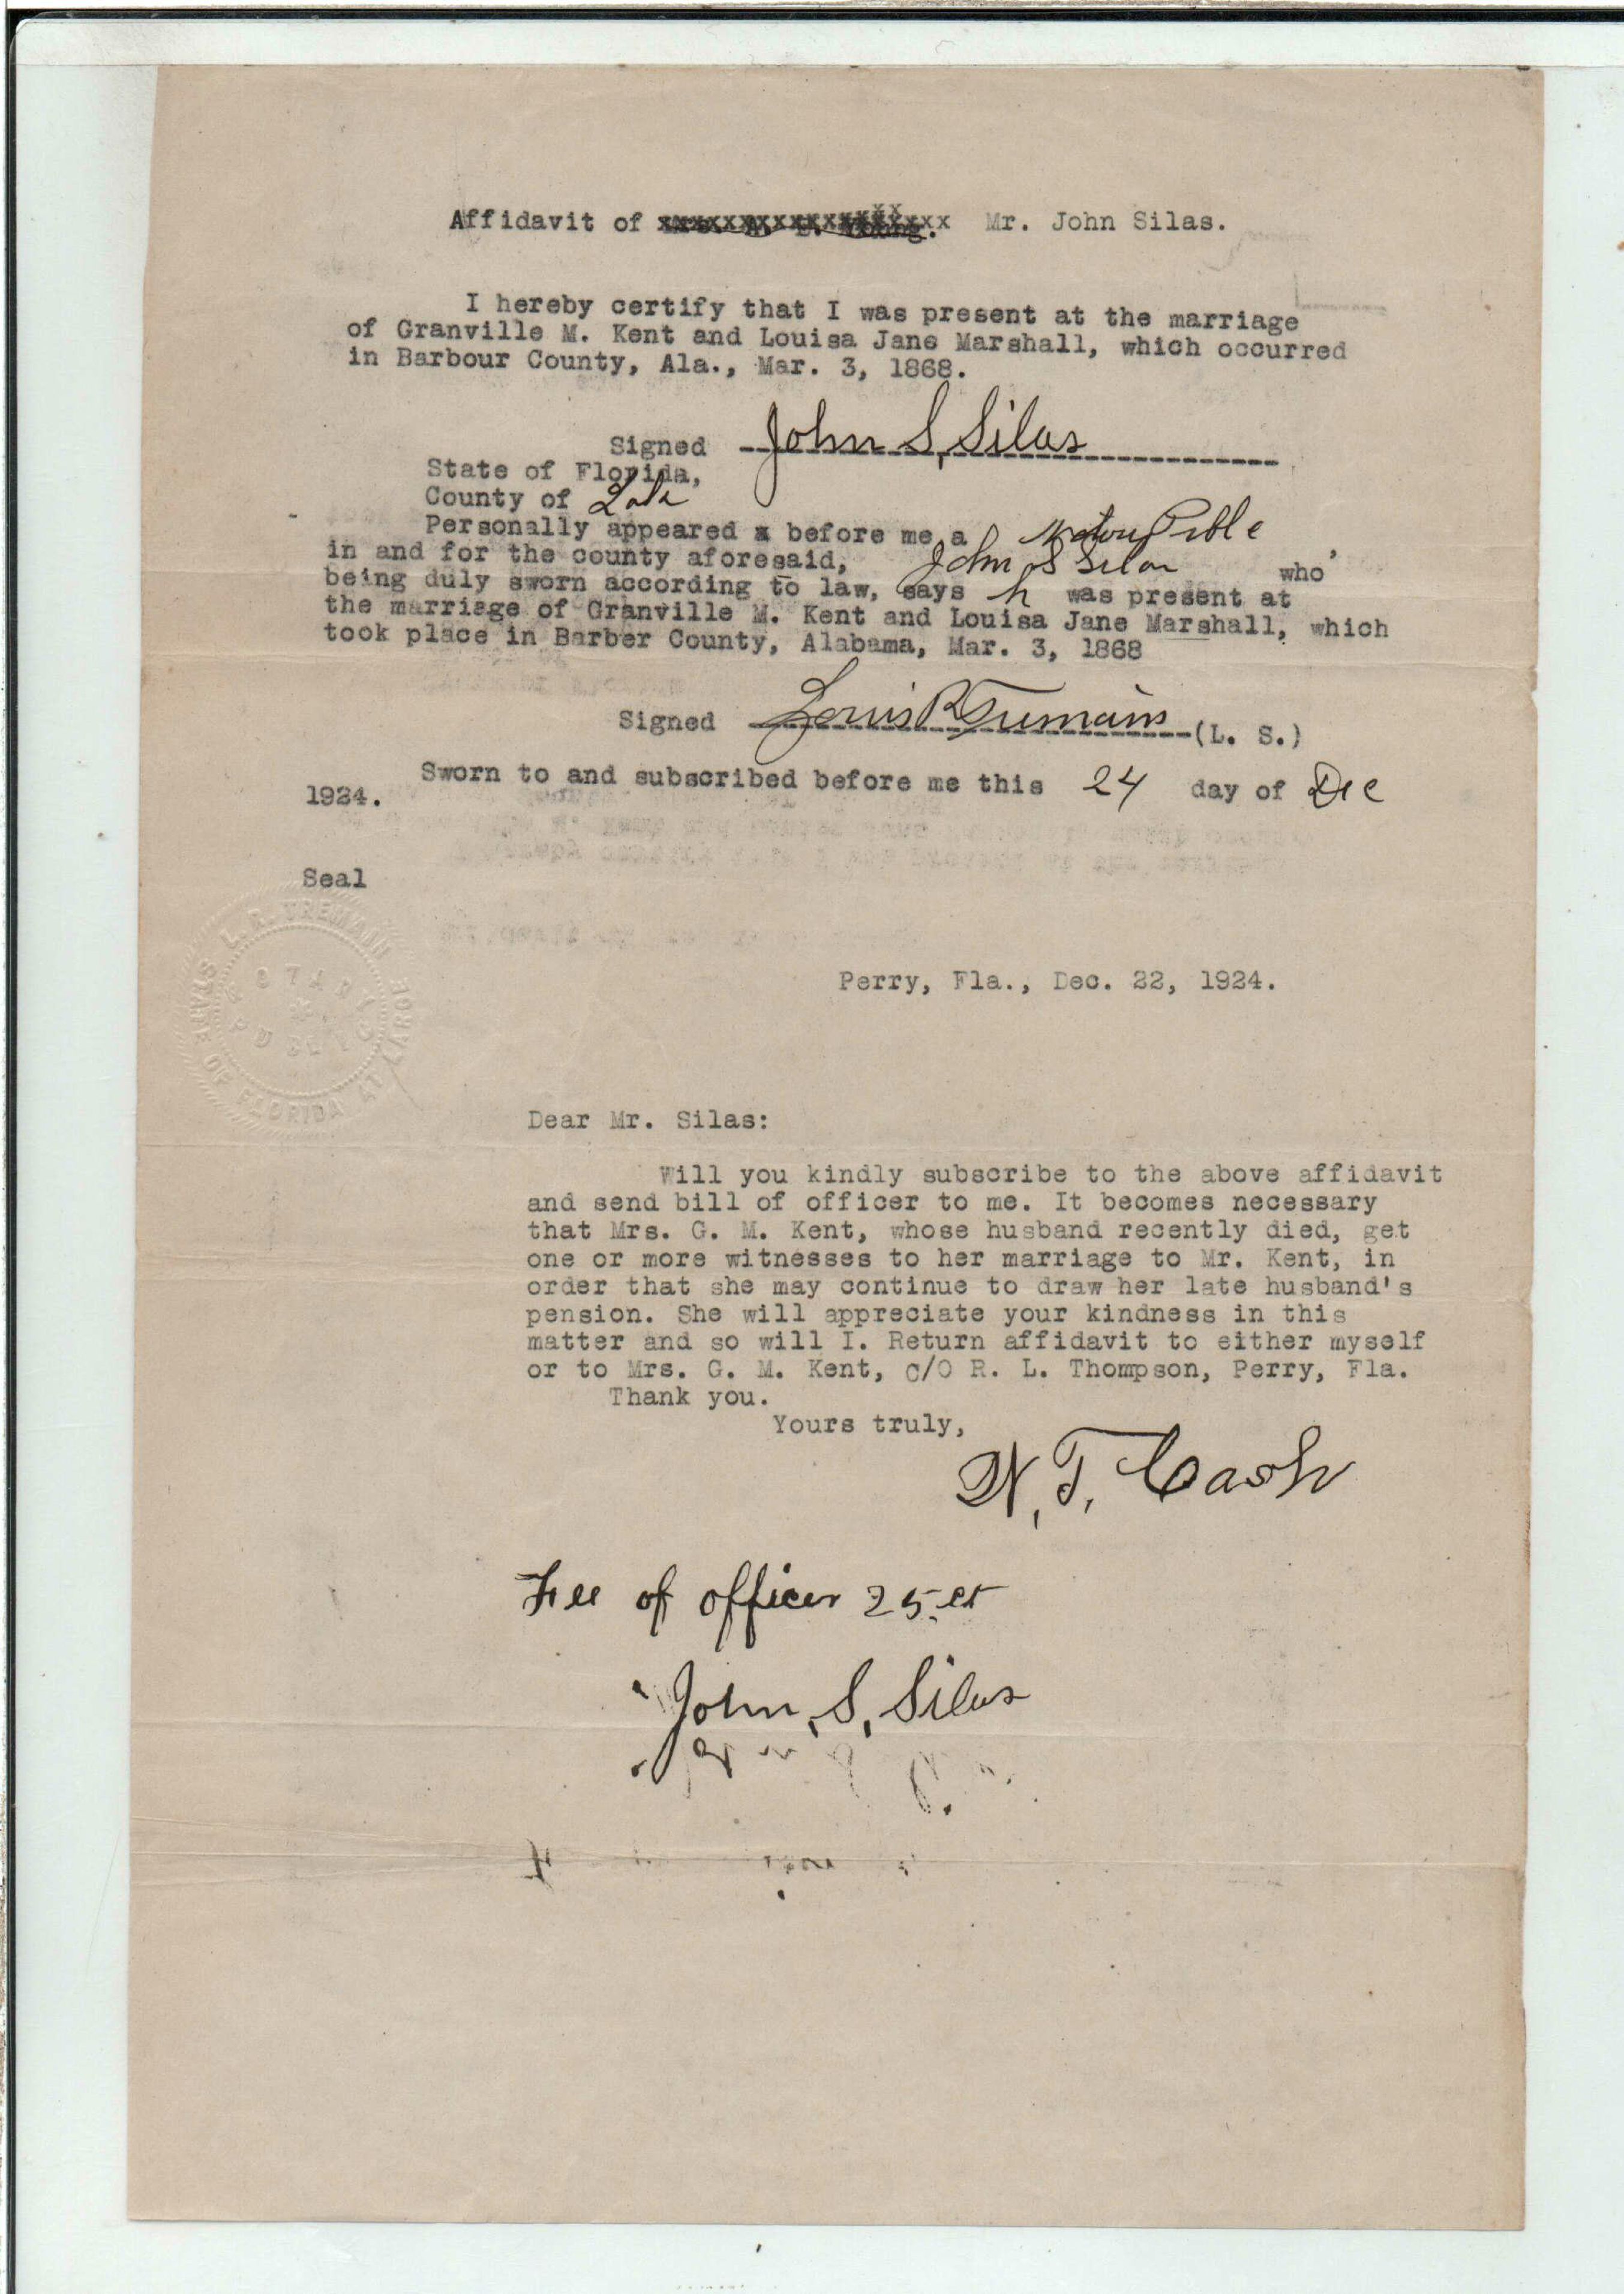 Affidavit of xxxxxxxxxxxxxxxxxx Mr. John Silas.
I hereby certify that I was present at the marriage
of Granville M. Kent and Louisa Jane Marshall, which occurred
in Barbour County, Ala., Mar. 3, 1868.
Signed John S. Silas
State of Florida,
County of
Personally appeared x before me a Notary Publc
in and for the county aforesaid, John S Silas who,
being duly sworn according to law, says h was present at
the marriage of Granville M. Kent and Louisa Jane Marshall, which
took place in Barber County, Alabama, Mar. 3, 1868
Signed Louis R Tremain (L. S.)
Sworn to and subscribed before me this 24 day of Dec
1924.
Seal
L. R. TREMAIN
NOTARY
PUBLIC
STATE OF FLORIDA AT LARGE
Perry, Fla., Dec. 22, 1924.
Dear Mr. Silas:
Will you kindly subscribe to the above affidavit
and send bill of officer to me. It becomes necessary
that Mrs. G. M. Kent, whose husband recently died, get
one or more witnesses to her marriage to Mr. Kent, in
order that she may continue to draw her late husband's
pension. She will appreciate your kindness in this
matter and so will I. Return affidavit to either myself
or to Mrs. G. M. Kent, c/O R. L. Thompson, Perry, Fla.
Thank you.
Yours truly,
W. T. Cash
Fee of officer 25 ct
John, S, Silas